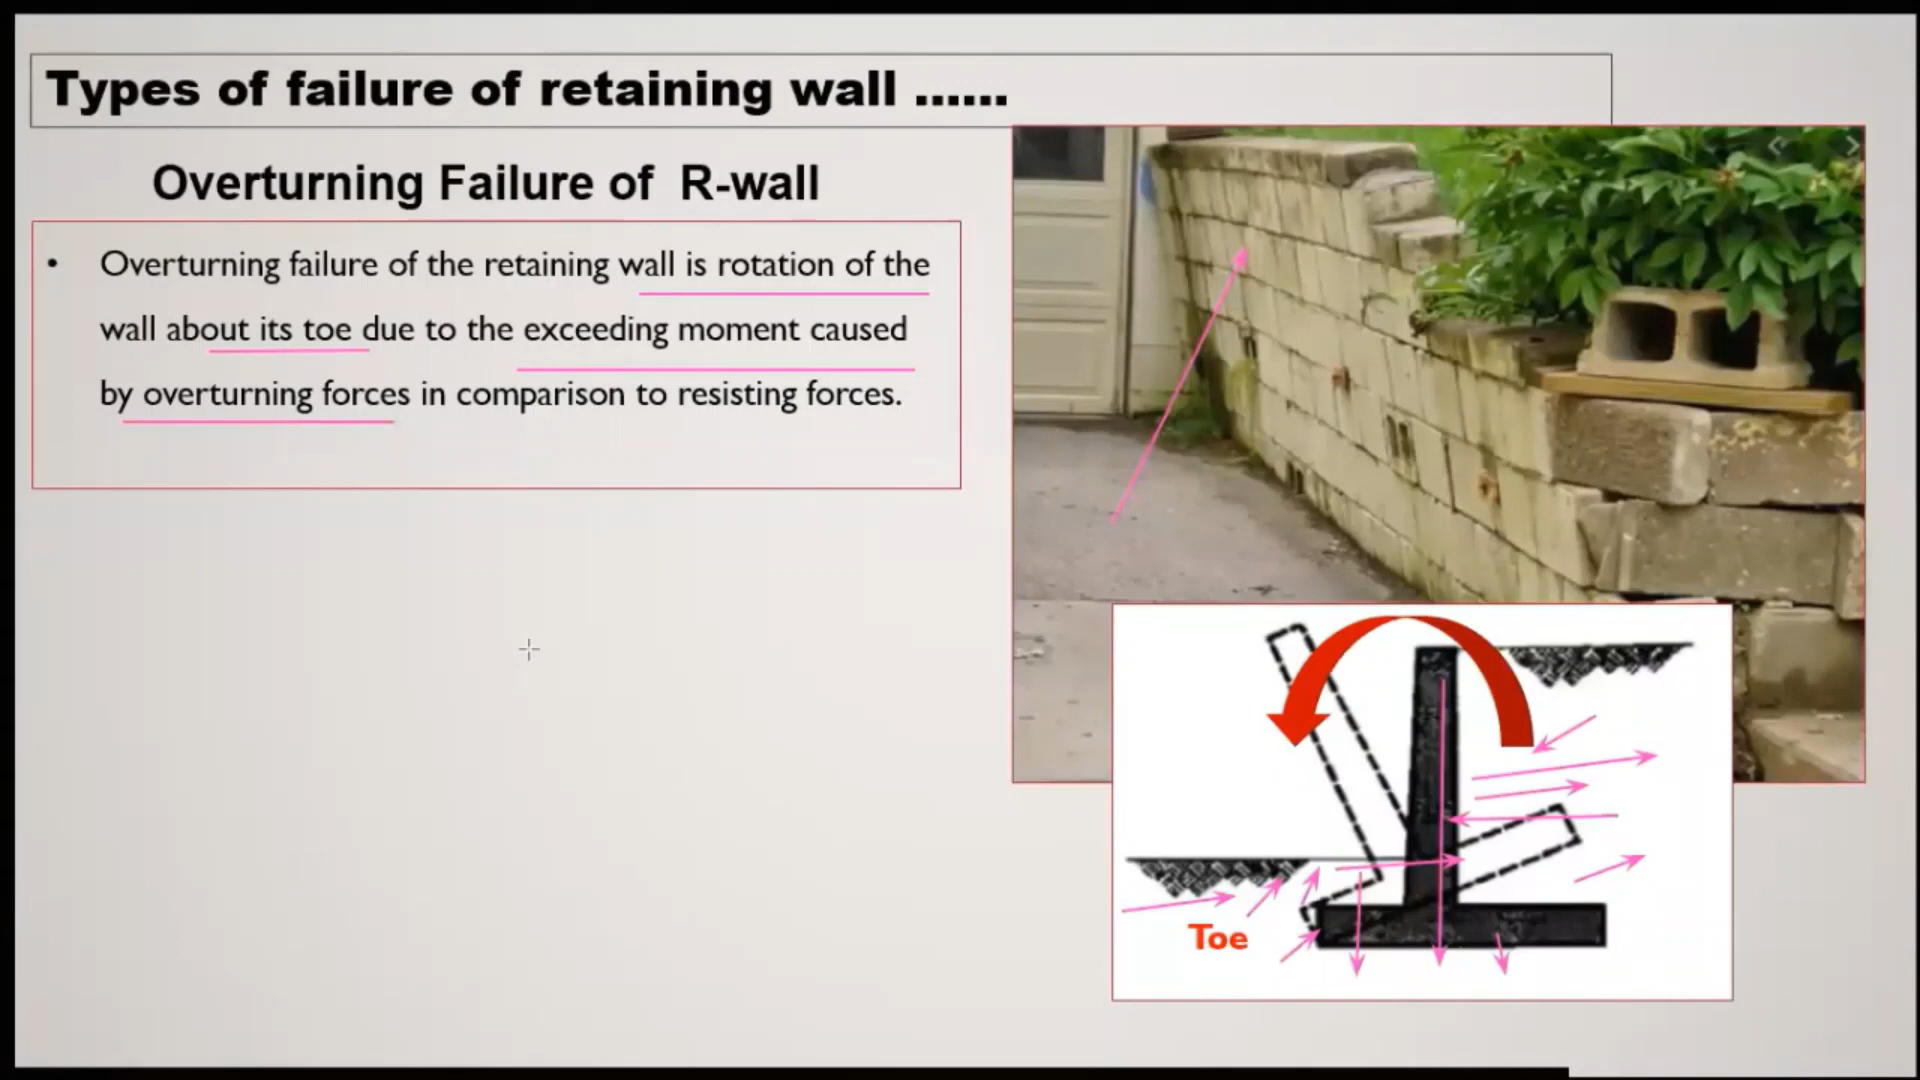 Types of failure of retaining wall ......
Overturning Failure of R-wall
• Overturning failure of the retaining wall is rotation of the
wall about its toe due to the exceeding moment caused
by overturning forces in comparison to resisting forces.
Toe